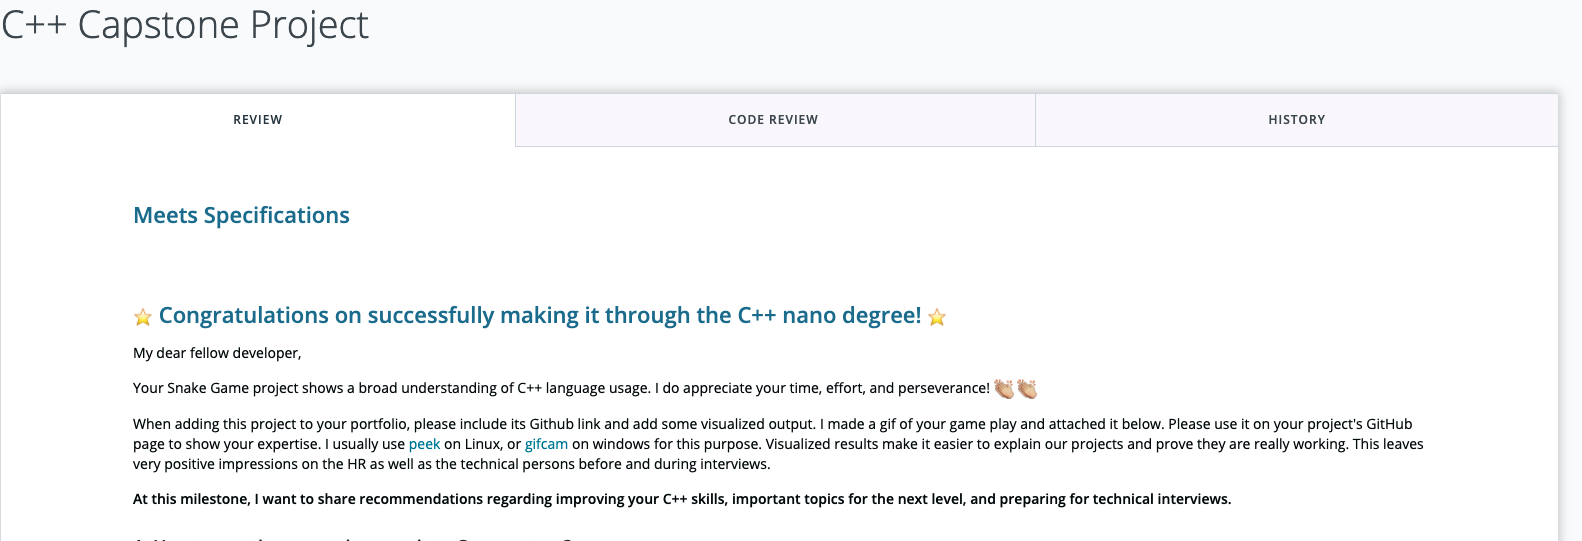 C++ Capstone Project
REVIEW
CODE REVIEW
HISTORY
Meets Specifications
⭐ Congratulations on successfully making it through the C++ nano degree! ⭐
My dear fellow developer,
Your Snake Game project shows a broad understanding of C++ language usage. I do appreciate your time, effort, and perseverance! 👏🏼👏🏼
When adding this project to your portfolio, please include its Github link and add some visualized output. I made a gif of your game play and attached it below. Please use it on your project's GitHub
page to show your expertise. I usually use peek on Linux, or gifcam on windows for this purpose. Visualized results make it easier to explain our projects and prove they are really working. This leaves
very positive impressions on the HR as well as the technical persons before and during interviews.
At this milestone, I want to share recommendations regarding improving your C++ skills, important topics for the next level, and preparing for technical interviews.